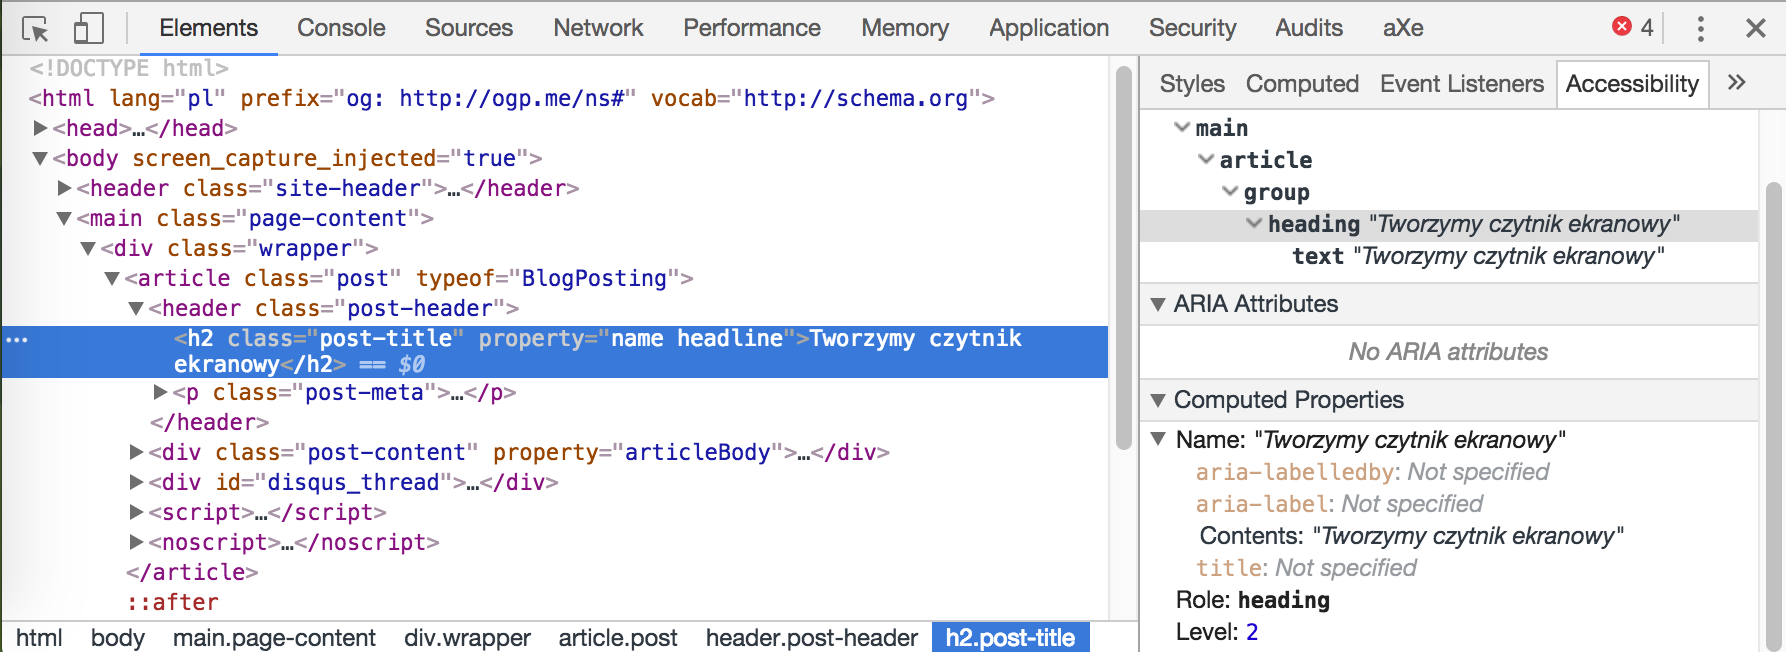 Elements Console Sources Network Performance Memory Application Security Audits aXe 4
<!DOCTYPE html>
<html lang="pl" prefix="og: http://ogp.me/ns#" vocab="http://schema.org">
<head>…</head>
<body screen_capture_injected="true">
<header class="site-header">…</header>
<main class="page-content">
<div class="wrapper">
<article class="post" typeof="BlogPosting">
<header class="post-header">
<h2 class="post-title" property="name headline">Tworzymy czytnik
ekranowy</h2> == $0
<p class="post-meta">…</p>
</header>
<div class="post-content" property="articleBody">…</div>
<div id="disqus_thread">…</div>
<script>…</script>
<noscript>…</noscript>
</article>
::after
html body main.page-content div.wrapper article.post header.post-header h2.post-title
Styles Computed Event Listeners Accessibility »
main
article
group
heading "Tworzymy czytnik ekranowy"
text "Tworzymy czytnik ekranowy"
ARIA Attributes
No ARIA attributes
Computed Properties
Name: "Tworzymy czytnik ekranowy"
aria-labelledby: Not specified
aria-label: Not specified
Contents: "Tworzymy czytnik ekranowy"
title: Not specified
Role: heading
Level: 2